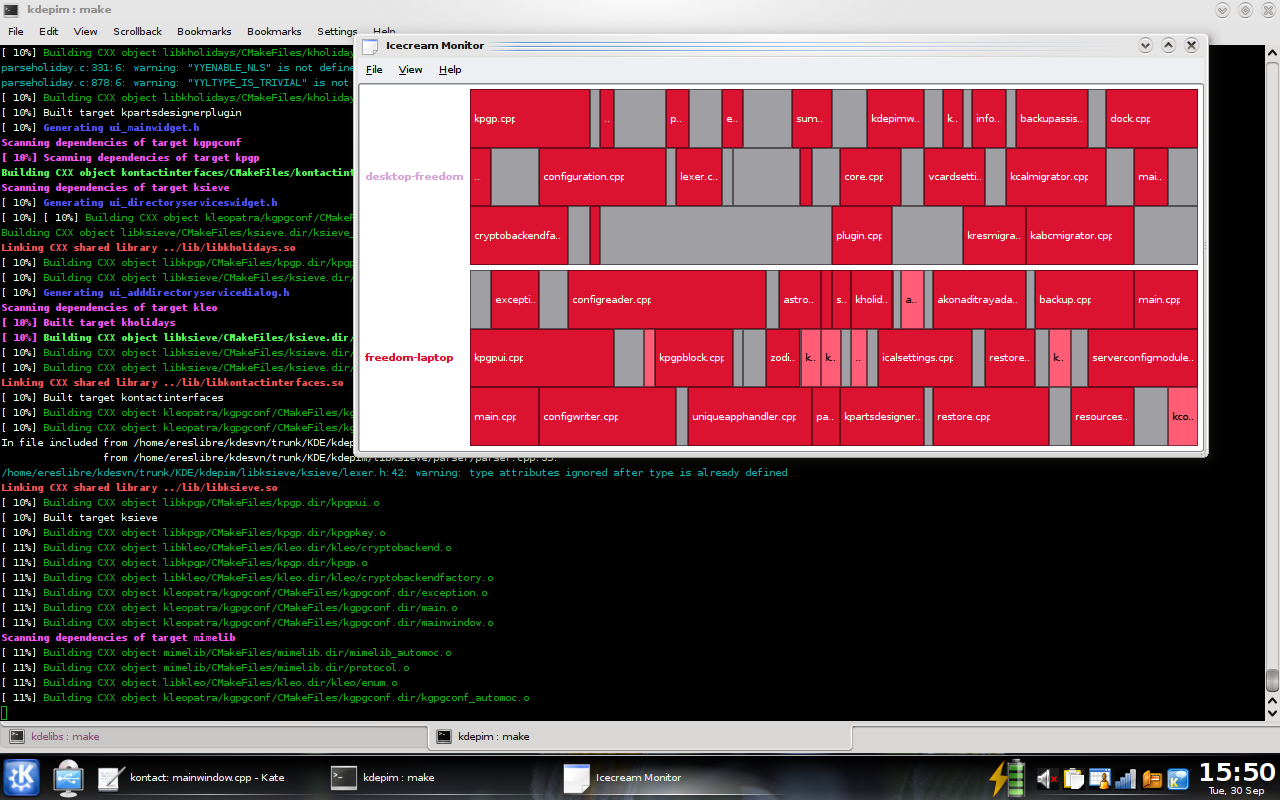 kdepim : make
File Edit View Scrollback Bookmarks Bookmarks Settings Help
[ 10%] Building CXX object libkholidays/CMakeFiles/kholiday
parseholiday.c:331:6: warning: "YYENABLE_NLS" is not define
parseholiday.c:878:6: warning: "YYLTYPE_IS_TRIVIAL" is not
[ 10%] Building CXX object libkholidays/CMakeFiles/kholiday
[ 10%] Built target kpartsdesignerplugin
[ 10%] Generating ui_mainwidget.h
Scanning dependencies of target kgpgconf
[ 10%] Scanning dependencies of target kpgp
Building CXX object kontactinterfaces/CMakeFiles/kontactint
Scanning dependencies of target ksieve
[ 10%] Generating ui_directoryserviceswidget.h
[ 10%] [ 10%] Building CXX object kleopatra/kgpgconf/CMakeF
Building CXX object libksieve/CMakeFiles/ksieve.dir/ksieve_
Linking CXX shared library ../lib/libkholidays.so
[ 10%] Building CXX object libkpgp/CMakeFiles/kpgp.dir/kpgp
[ 10%] Building CXX object libksieve/CMakeFiles/ksieve.dir/
[ 10%] Generating ui_adddirectoryservicedialog.h
Scanning dependencies of target kleo
[ 10%] Built target kholidays
[ 10%] Building CXX object libksieve/CMakeFiles/ksieve.dir/
[ 10%] Building CXX object libksieve/CMakeFiles/ksieve.dir/
[ 10%] Building CXX object libksieve/CMakeFiles/ksieve.dir/
Linking CXX shared library ../lib/libkontactinterfaces.so
[ 10%] Built target kontactinterfaces
[ 10%] Building CXX object kleopatra/kgpgconf/CMakeFiles/kg
[ 10%] Building CXX object kleopatra/kgpgconf/CMakeFiles/kg
In file included from /home/ereslibre/kdesvn/trunk/KDE/kdep
from /home/ereslibre/kdesvn/trunk/KDE/kdepim/libksieve/parser/parser.cpp:35:
/home/ereslibre/kdesvn/trunk/KDE/kdepim/libksieve/ksieve/lexer.h:42: warning: type attributes ignored after type is already defined
Linking CXX shared library ../lib/libksieve.so
[ 10%] Building CXX object libkpgp/CMakeFiles/kpgp.dir/kpgpui.o
[ 10%] Built target ksieve
[ 10%] Building CXX object libkpgp/CMakeFiles/kpgp.dir/kpgpkey.o
[ 11%] Building CXX object libkleo/CMakeFiles/kleo.dir/kleo/cryptobackend.o
[ 11%] Building CXX object libkpgp/CMakeFiles/kpgp.dir/kpgp.o
[ 11%] Building CXX object libkleo/CMakeFiles/kleo.dir/kleo/cryptobackendfactory.o
[ 11%] Building CXX object kleopatra/kgpgconf/CMakeFiles/kgpgconf.dir/exception.o
[ 11%] Building CXX object kleopatra/kgpgconf/CMakeFiles/kgpgconf.dir/main.o
[ 11%] Building CXX object kleopatra/kgpgconf/CMakeFiles/kgpgconf.dir/mainwindow.o
Scanning dependencies of target mimelib
[ 11%] Building CXX object mimelib/CMakeFiles/mimelib.dir/mimelib_automoc.o
[ 11%] Building CXX object mimelib/CMakeFiles/mimelib.dir/protocol.o
[ 11%] Building CXX object libkleo/CMakeFiles/kleo.dir/kleo/enum.o
[ 11%] Building CXX object kleopatra/kgpgconf/CMakeFiles/kgpgconf.dir/kgpgconf_automoc.o
Icecream Monitor
File View Help
kpgp.cpp .. p.. e.. sum.. kdepimw.. k.. info.. backupassis.. dock.cpp
desktop-freedom
.. configuration.cpp lexer.c.. core.cpp vcardsetti.. kcalmigrator.cpp mai..
cryptobackendfa.. plugin.cpp kresmigra.. kabcmigrator.cpp
excepti.. configreader.cpp astro.. s.. kholid.. a.. akonaditrayada.. backup.cpp main.cpp
freedom-laptop
kpgpui.cpp kpgpblock.cpp zodi.. k.. k.. .. icalsettings.cpp restore.. k.. serverconfigmodule..
main.cpp configwriter.cpp uniqueapphandler.cpp pa.. kpartsdesigner.. restore.cpp resources.. kco..
kdelibs : make kdepim : make
kontact: mainwindow.cpp - Kate kdepim : make Icecream Monitor
15:50
Tue, 30 Sep